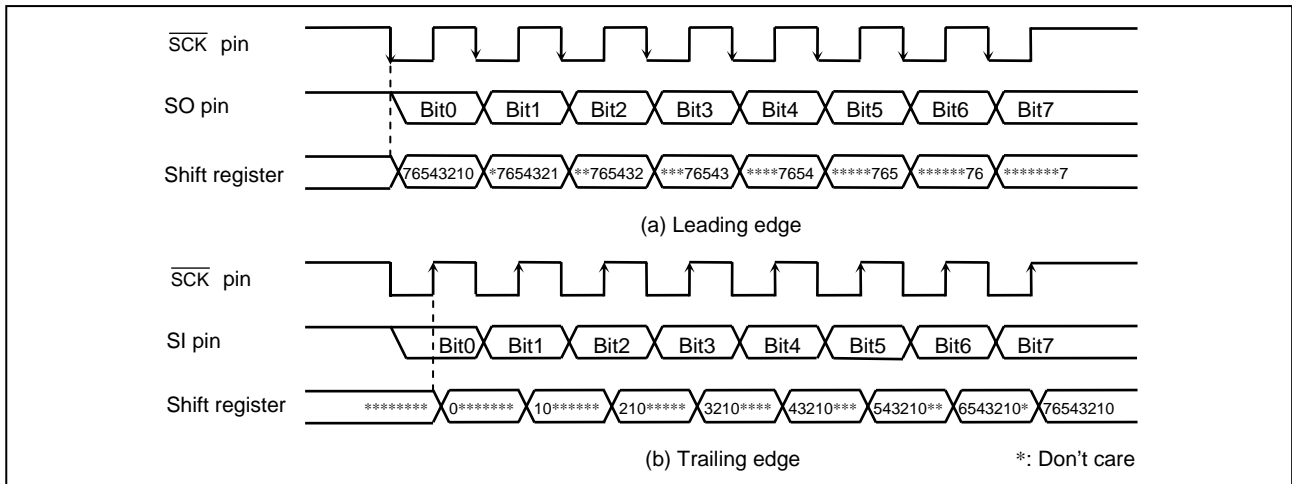 SCK pin
SO pin Bit0 Bit1 Bit2 Bit3 Bit4 Bit5 Bit6 Bit7
Shift register 76543210 *7654321 **765432 ***76543 ****7654 *****765 ******76 *******7
(a) Leading edge
SCK pin
SI pin Bit0 Bit1 Bit2 Bit3 Bit4 Bit5 Bit6 Bit7
Shift register ******** 0******* 10****** 210***** 3210**** 43210*** 543210** 6543210* 76543210
(b) Trailing edge *: Don't care